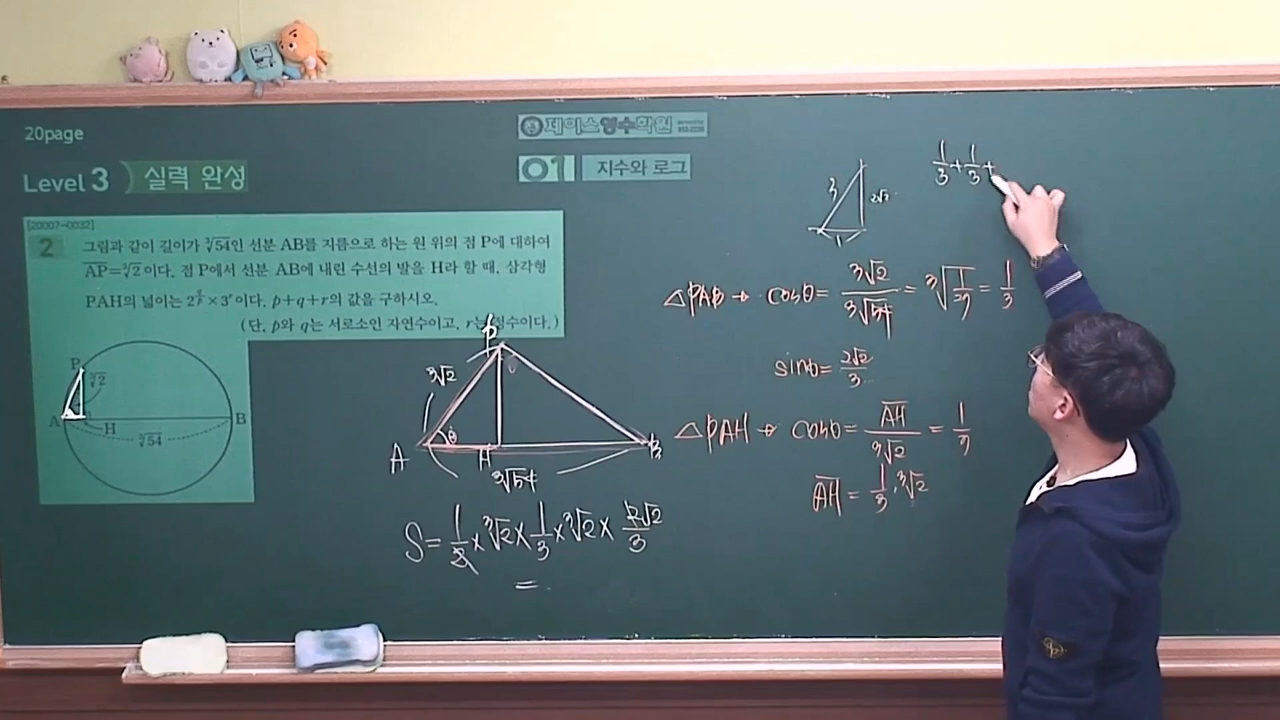 20page
제이스영수학원
Level 3 실력 완성
01 지수와 로그
[20007-0032]
2 그림과 같이 길이가 ∛54인 선분 AB를 지름으로 하는 원 위의 점 P에 대하여
AP=∛2이다. 점 P에서 선분 AB에 내린 수선의 발을 H라 할 때, 삼각형
PAH의 넓이는 2^(q/p)×3^r이다. p+q+r의 값을 구하시오.
(단, p와 q는 서로소인 자연수이고, r는 정수이다.)
P
∛2
A
H
B
∛54
P
∛2
A
θ
H
B
∛54
S=1/2×∛2×1/3×∛2×2√2/3
=
3
2√2
1
1/3+1/3+
△PAB→cosθ=∛2/∛54=∛(1/27)=1/3
sinθ=2√2/3
△PAH→cosθ=AH/∛2=1/3
AH=1/3·∛2